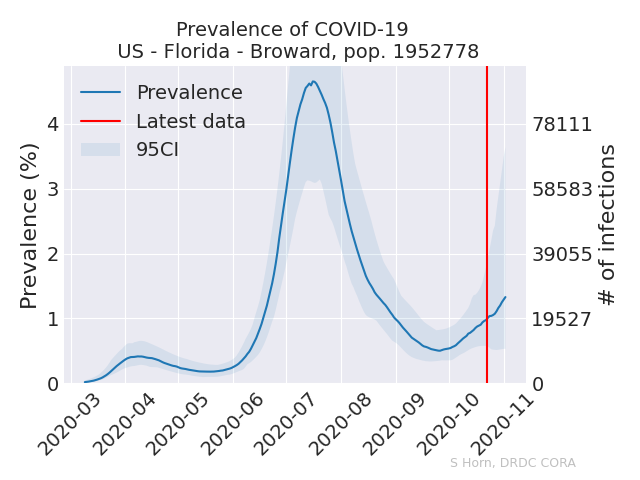 Prevalence of COVID-19
US - Florida - Broward, pop. 1952778
Prevalence
Latest data
95CI
Prevalence (%)
4
3
2
1
0
78111
58583
39055
19527
0
# of infections
2020-03
2020-04
2020-05
2020-06
2020-07
2020-08
2020-09
2020-10
2020-11
S Horn, DRDC CORA